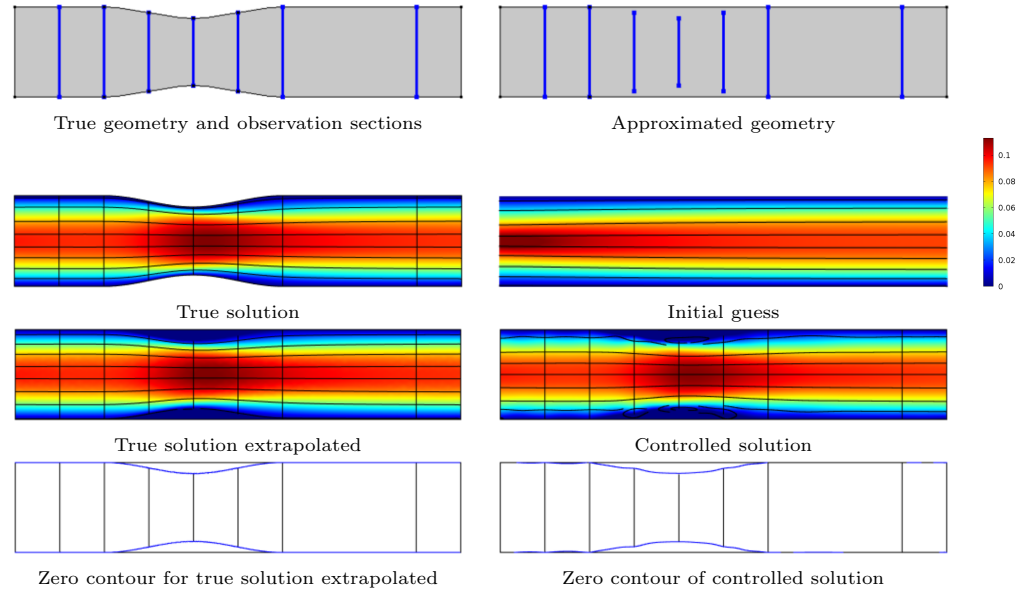 True geometry and observation sections
Approximated geometry
0.1
0.08
0.06
0.04
0.02
0
True solution
Initial guess
True solution extrapolated
Controlled solution
Zero contour for true solution extrapolated
Zero contour of controlled solution